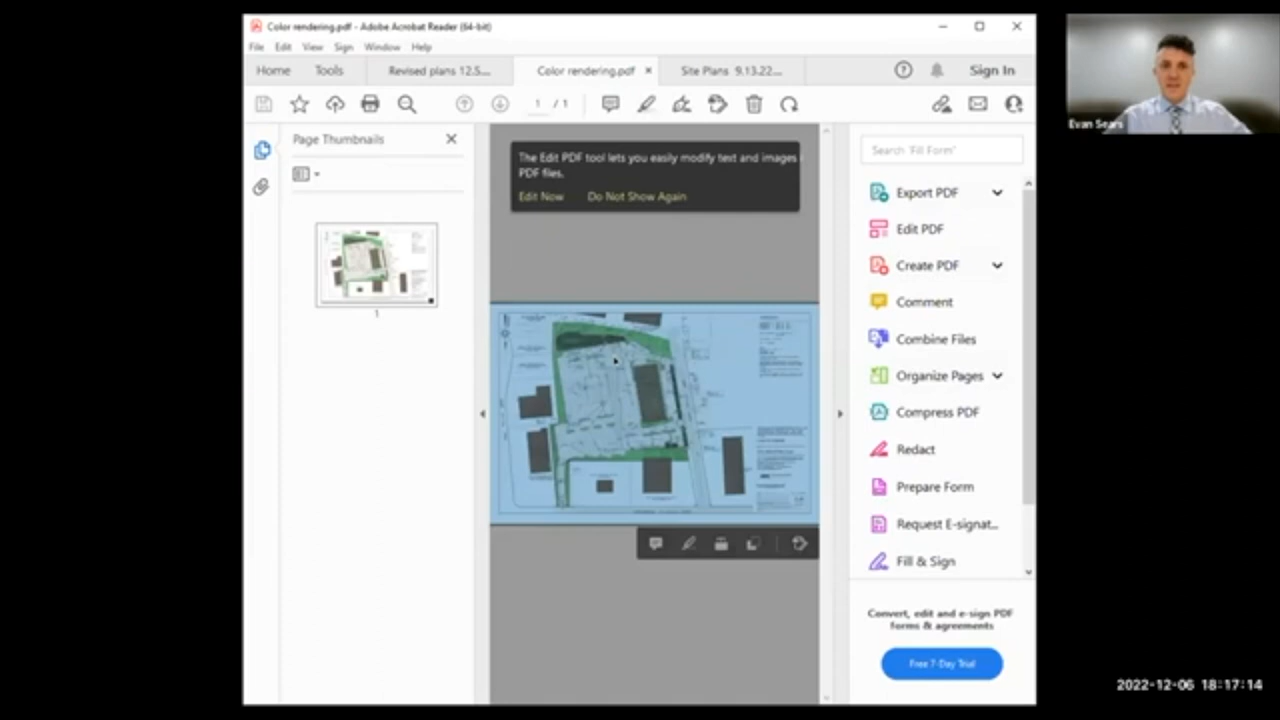 Color rendering.pdf - Adobe Acrobat Reader (64-bit)
File Edit View Sign Window Help
Home Tools Revised plans 12.5... Color rendering.pdf Site Plans 9.13.22... Sign In
1 / 1
Page Thumbnails
The Edit PDF tool lets you easily modify text and images
PDF files.
Edit Now Do Not Show Again
1
Search 'Fill Form'
Export PDF
Edit PDF
Create PDF
Comment
Combine Files
Organize Pages
Compress PDF
Redact
Prepare Form
Request E-signat...
Fill & Sign
Convert, edit and e-sign PDF
forms & agreements
Free 7-Day Trial
Evan Sears
2022-12-06 18:17:14